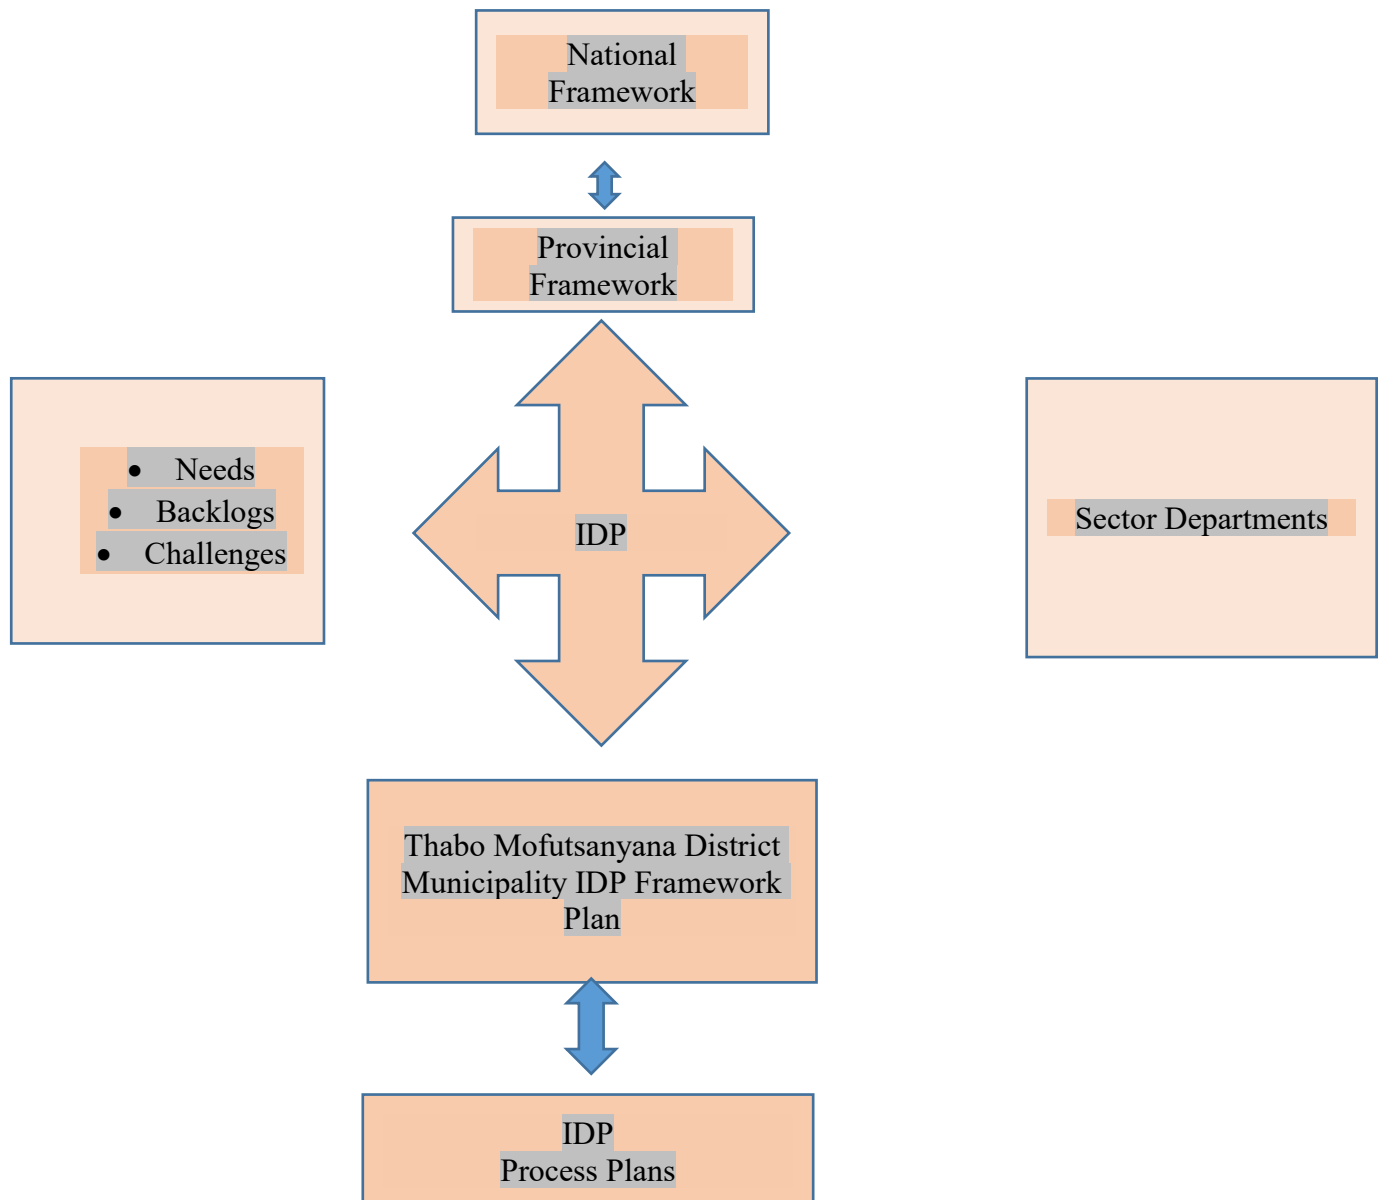 National
Framework
Provincial
Framework
• Needs
• Backlogs
• Challenges
IDP
Sector Departments
Thabo Mofutsanyana District
Municipality IDP Framework
Plan
IDP
Process Plans